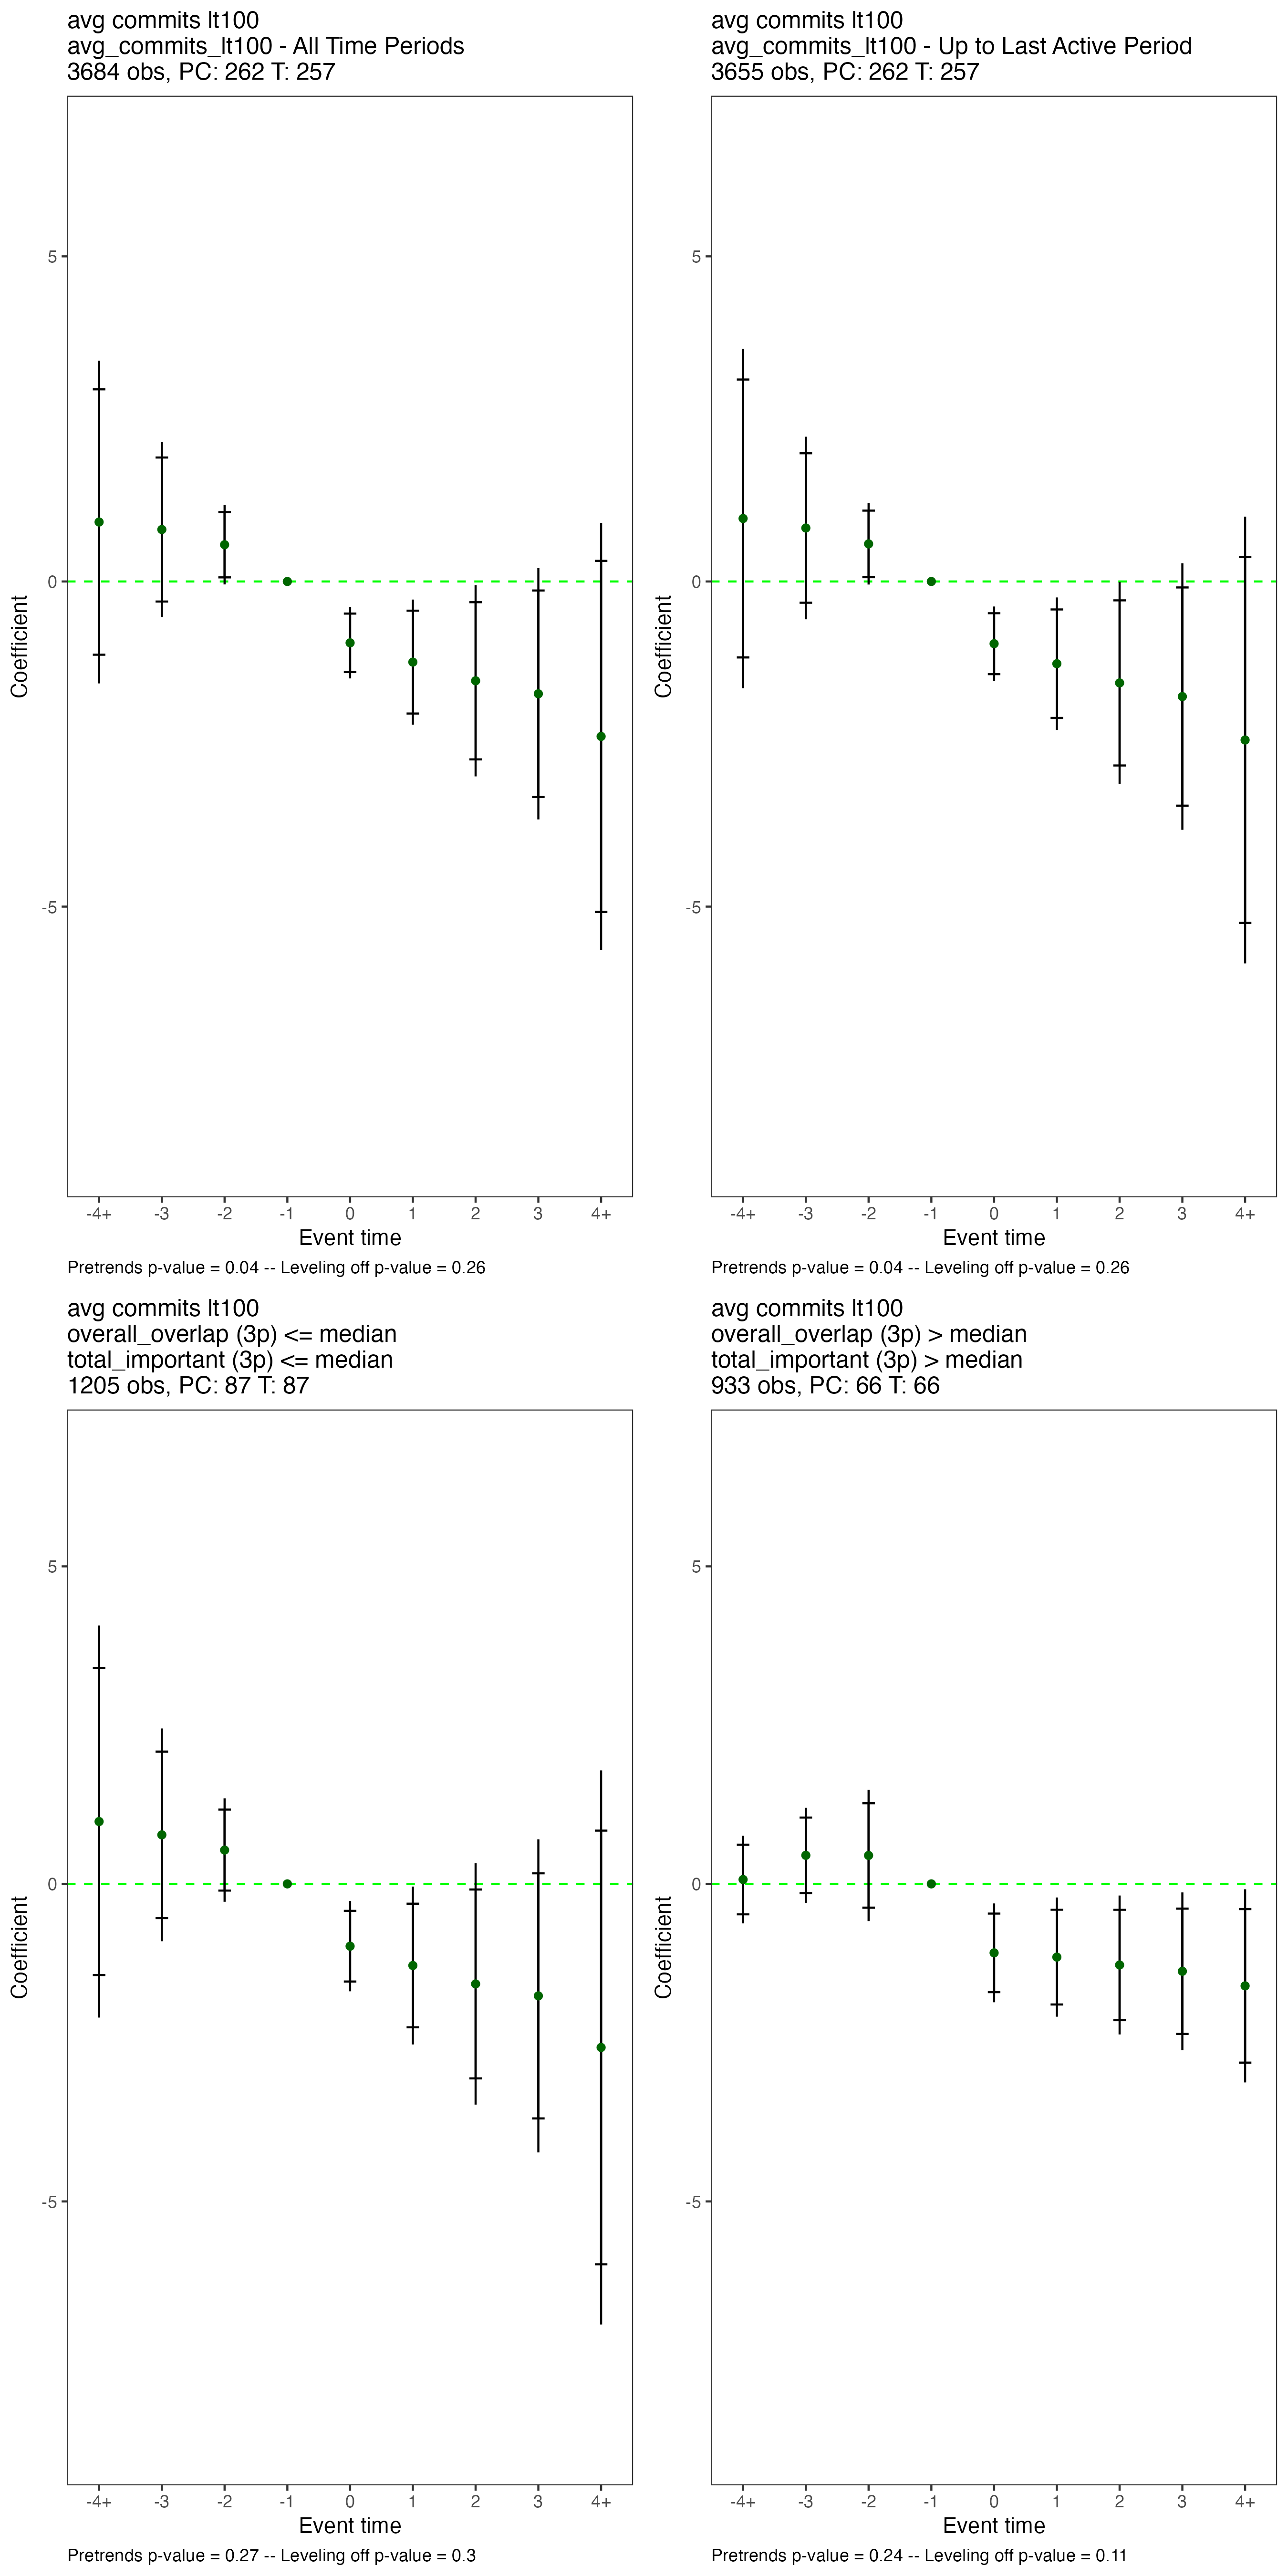 avg commits lt100
avg_commits_lt100 - All Time Periods
3684 obs, PC: 262 T: 257
5
0
-5
Coefficient
-4+ -3 -2 -1 0 1 2 3 4+
Event time
Pretrends p-value = 0.04 -- Leveling off p-value = 0.26
avg commits lt100
avg_commits_lt100 - Up to Last Active Period
3655 obs, PC: 262 T: 257
5
0
-5
Coefficient
-4+ -3 -2 -1 0 1 2 3 4+
Event time
Pretrends p-value = 0.04 -- Leveling off p-value = 0.26
avg commits lt100
overall_overlap (3p) <= median
total_important (3p) <= median
1205 obs, PC: 87 T: 87
5
0
-5
Coefficient
-4+ -3 -2 -1 0 1 2 3 4+
Event time
Pretrends p-value = 0.27 -- Leveling off p-value = 0.3
avg commits lt100
overall_overlap (3p) > median
total_important (3p) > median
933 obs, PC: 66 T: 66
5
0
-5
Coefficient
-4+ -3 -2 -1 0 1 2 3 4+
Event time
Pretrends p-value = 0.24 -- Leveling off p-value = 0.11